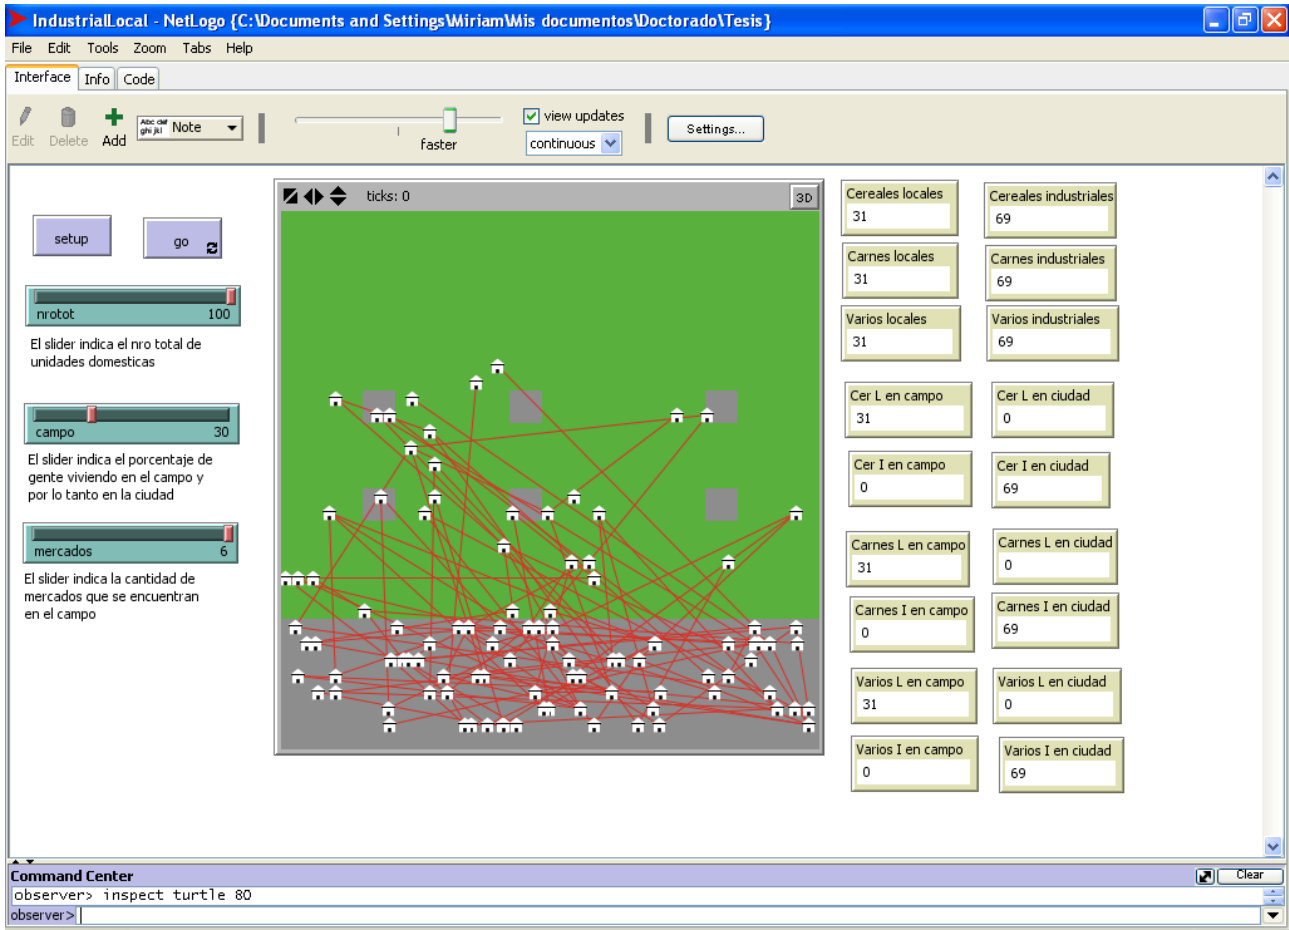 IndustrialLocal - NetLogo {C:\Documents and Settings\Miriam\Mis documentos\Doctorado\Tesis}
File Edit Tools Zoom Tabs Help
Interface Info Code
Edit Delete Add
Abc def
ghi jkl
Note
faster
view updates
continuous
Settings...
setup
go
nrotot 100
El slider indica el nro total de
unidades domesticas
campo 30
El slider indica el porcentaje de
gente viviendo en el campo y
por lo tanto en la ciudad
mercados 6
El slider indica la cantidad de
mercados que se encuentran
en el campo
ticks: 0
3D
Cereales locales
31
Cereales industriales
69
Carnes locales
31
Carnes industriales
69
Varios locales
31
Varios industriales
69
Cer L en campo
31
Cer L en ciudad
0
Cer I en campo
0
Cer I en ciudad
69
Carnes L en campo
31
Carnes L en ciudad
0
Carnes I en campo
0
Carnes I en ciudad
69
Varios L en campo
31
Varios L en ciudad
0
Varios I en campo
0
Varios I en ciudad
69
Command Center
Clear
observer> inspect turtle 80
observer>